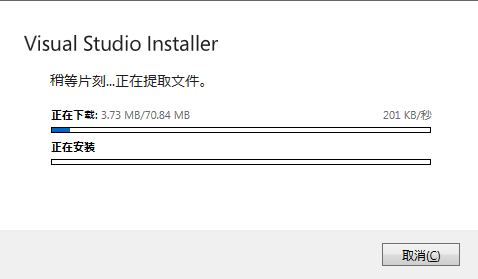 Visual Studio Installer
稍等片刻...正在提取文件。
正在下载: 3.73 MB/70.84 MB 201 KB/秒
正在安装
取消(C)